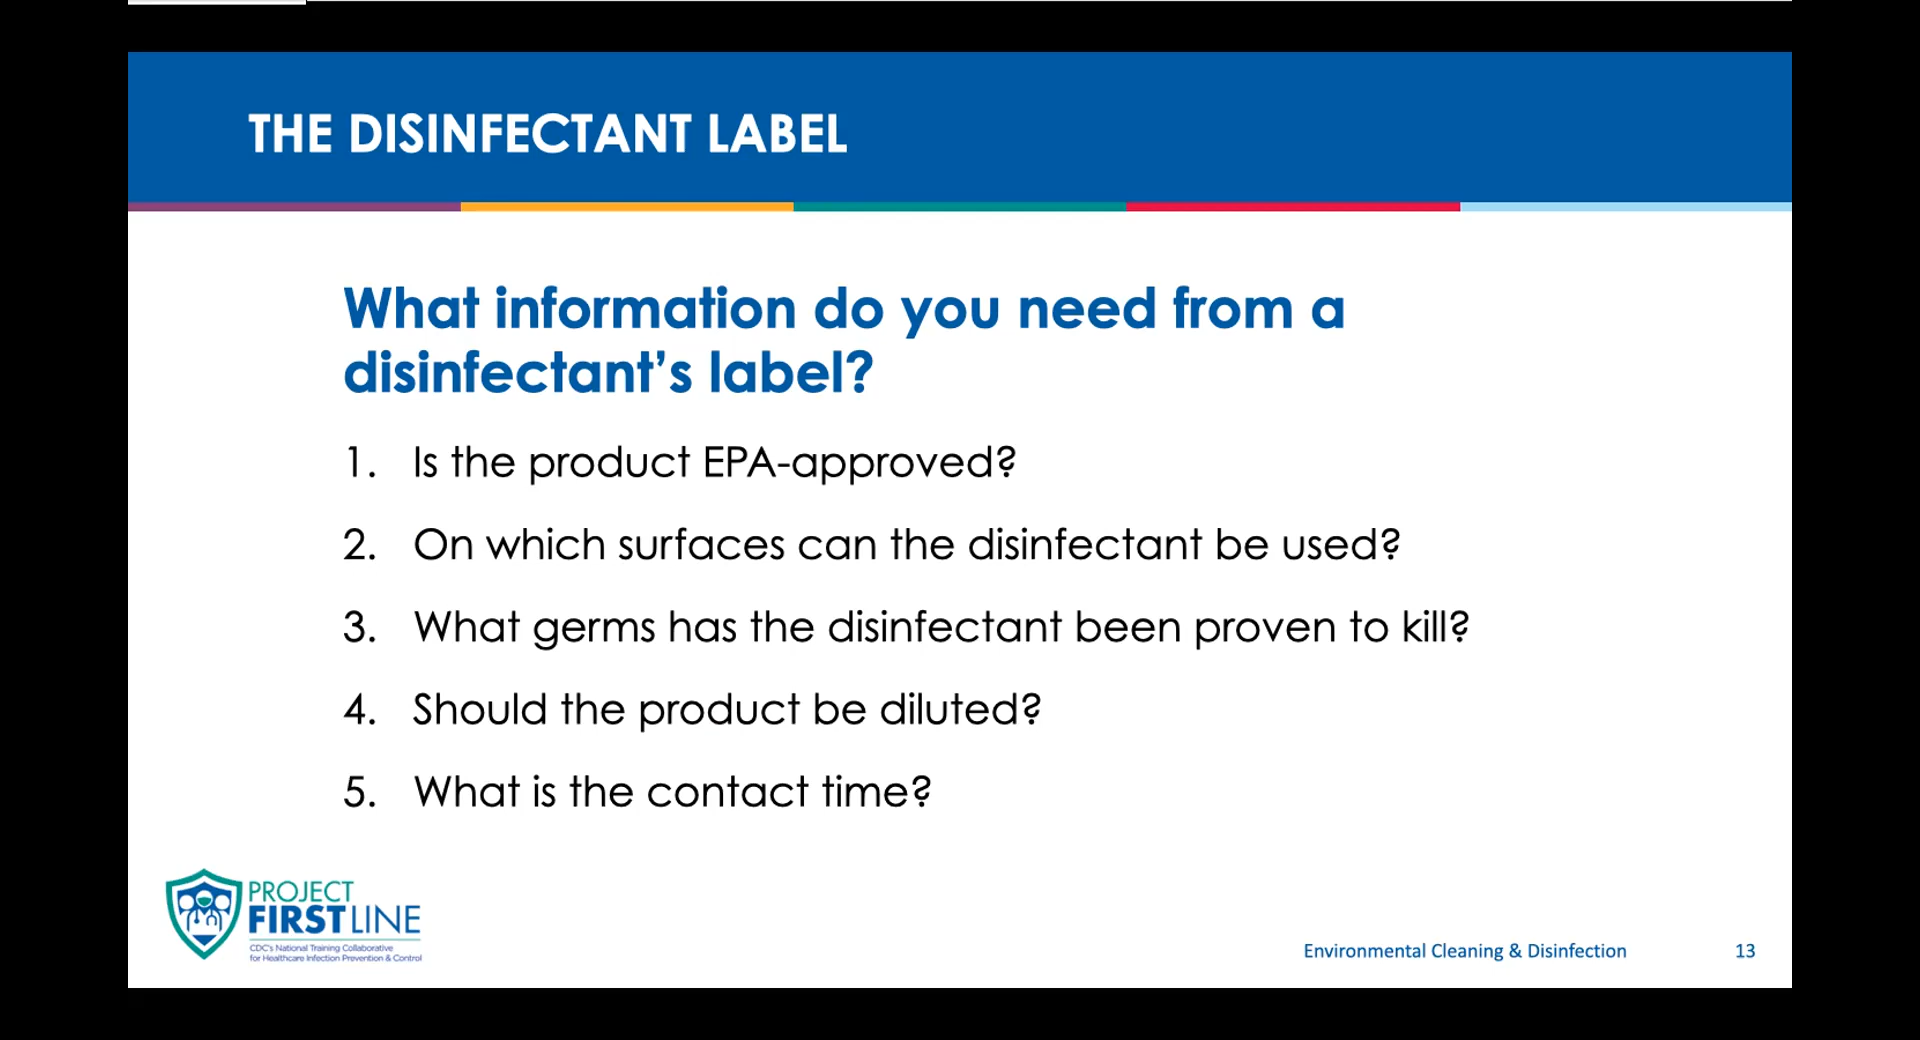 THE DISINFECTANT LABEL
What information do you need from a
disinfectant’s label?
1. Is the product EPA-approved?
2. On which surfaces can the disinfectant be used?
3. What germs has the disinfectant been proven to kill?
4. Should the product be diluted?
5. What is the contact time?
PROJECT
FIRSTLINE
CDC's National Training Collaborative
for Healthcare Infection Prevention & Control
Environmental Cleaning & Disinfection 13